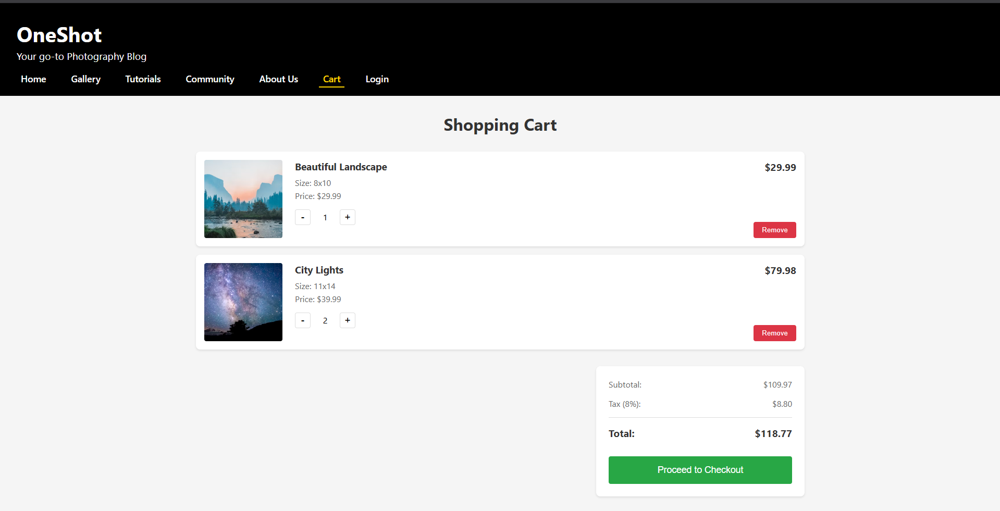 OneShot
Your go-to Photography Blog
Home Gallery Tutorials Community About Us Cart Login
Shopping Cart
Beautiful Landscape $29.99
Size: 8x10
Price: $29.99
- 1 +
Remove
City Lights $79.98
Size: 11x14
Price: $39.99
- 2 +
Remove
Subtotal: $109.97
Tax (8%): $8.80
Total: $118.77
Proceed to Checkout